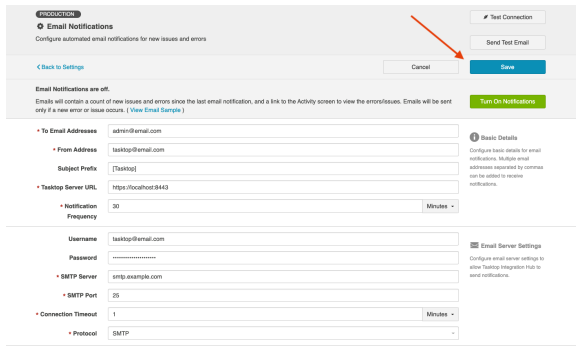 PRODUCTION
Email Notifications
Configure automated email notifications for new issues and errors
Test Connection
Send Test Email
Back to Settings
Cancel
Save
Email Notifications are off.
Emails will contain a count of new issues and errors since the last email notification, and a link to the Activity screen to view the errors/issues. Emails will be sent
only if a new error or issue occurs. ( View Email Sample )
Turn On Notifications
* To Email Addresses
admin@email.com
* From Address
tasktop@email.com
Subject Prefix
[Tasktop]
* Tasktop Server URL
https://localhost:8443
* Notification
Frequency
30
Minutes
Basic Details
Configure basic details for email
notifications. Multiple email
addresses separated by commas
can be added to receive
notifications.
Username
tasktop@email.com
Password
* SMTP Server
smtp.example.com
* SMTP Port
25
* Connection Timeout
1
Minutes
* Protocol
SMTP
Email Server Settings
Configure email server settings to
allow Tasktop Integration Hub to
send notifications.